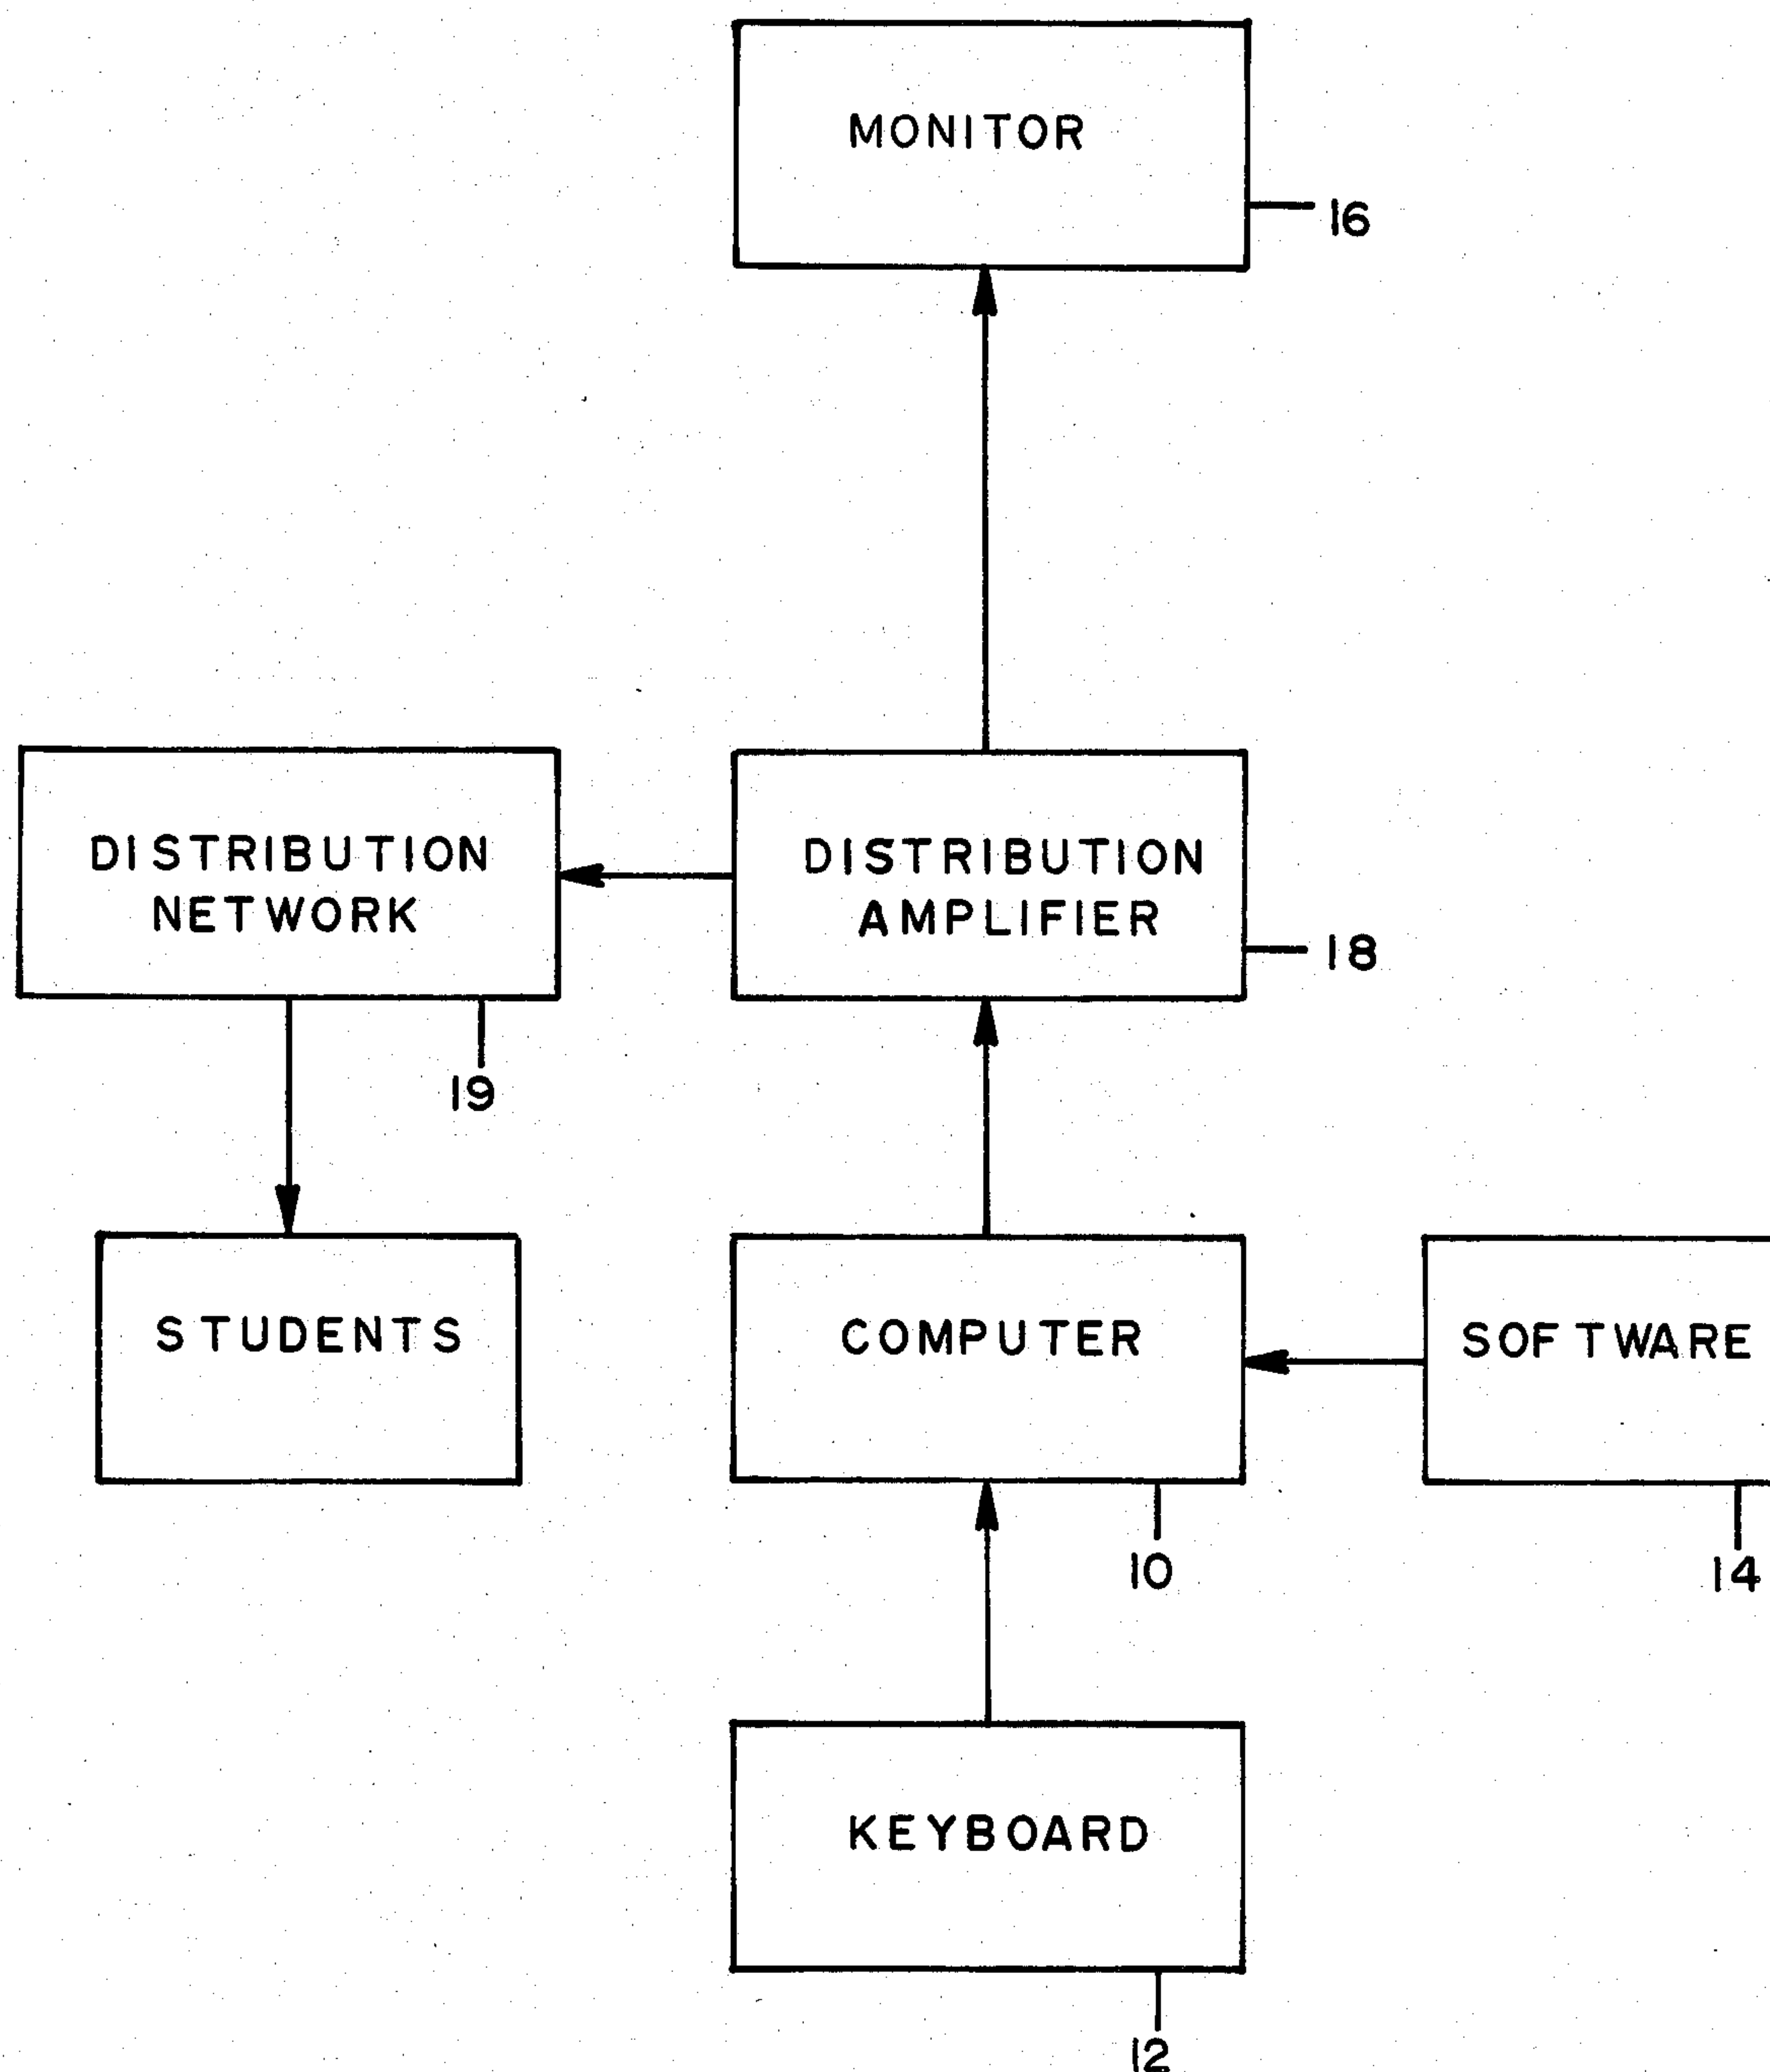 MONITOR
16
DISTRIBUTION
NETWORK
DISTRIBUTION
AMPLIFIER
18
19
STUDENTS
COMPUTER
SOFTWARE
10
14
KEYBOARD
12